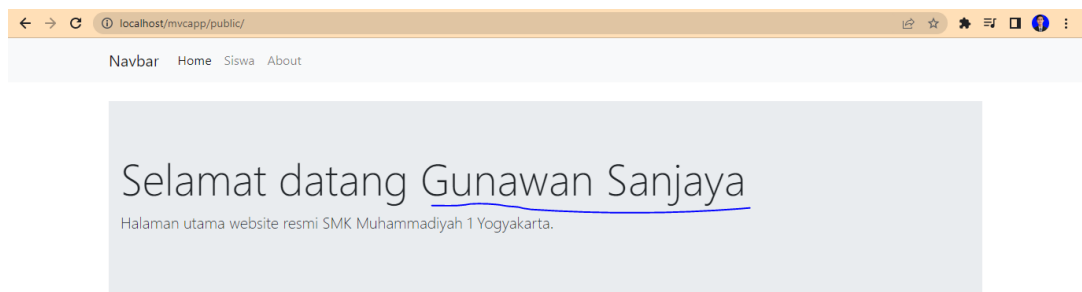 localhost/mvcapp/public/
Navbar Home Siswa About
Selamat datang Gunawan Sanjaya
Halaman utama website resmi SMK Muhammadiyah 1 Yogyakarta.